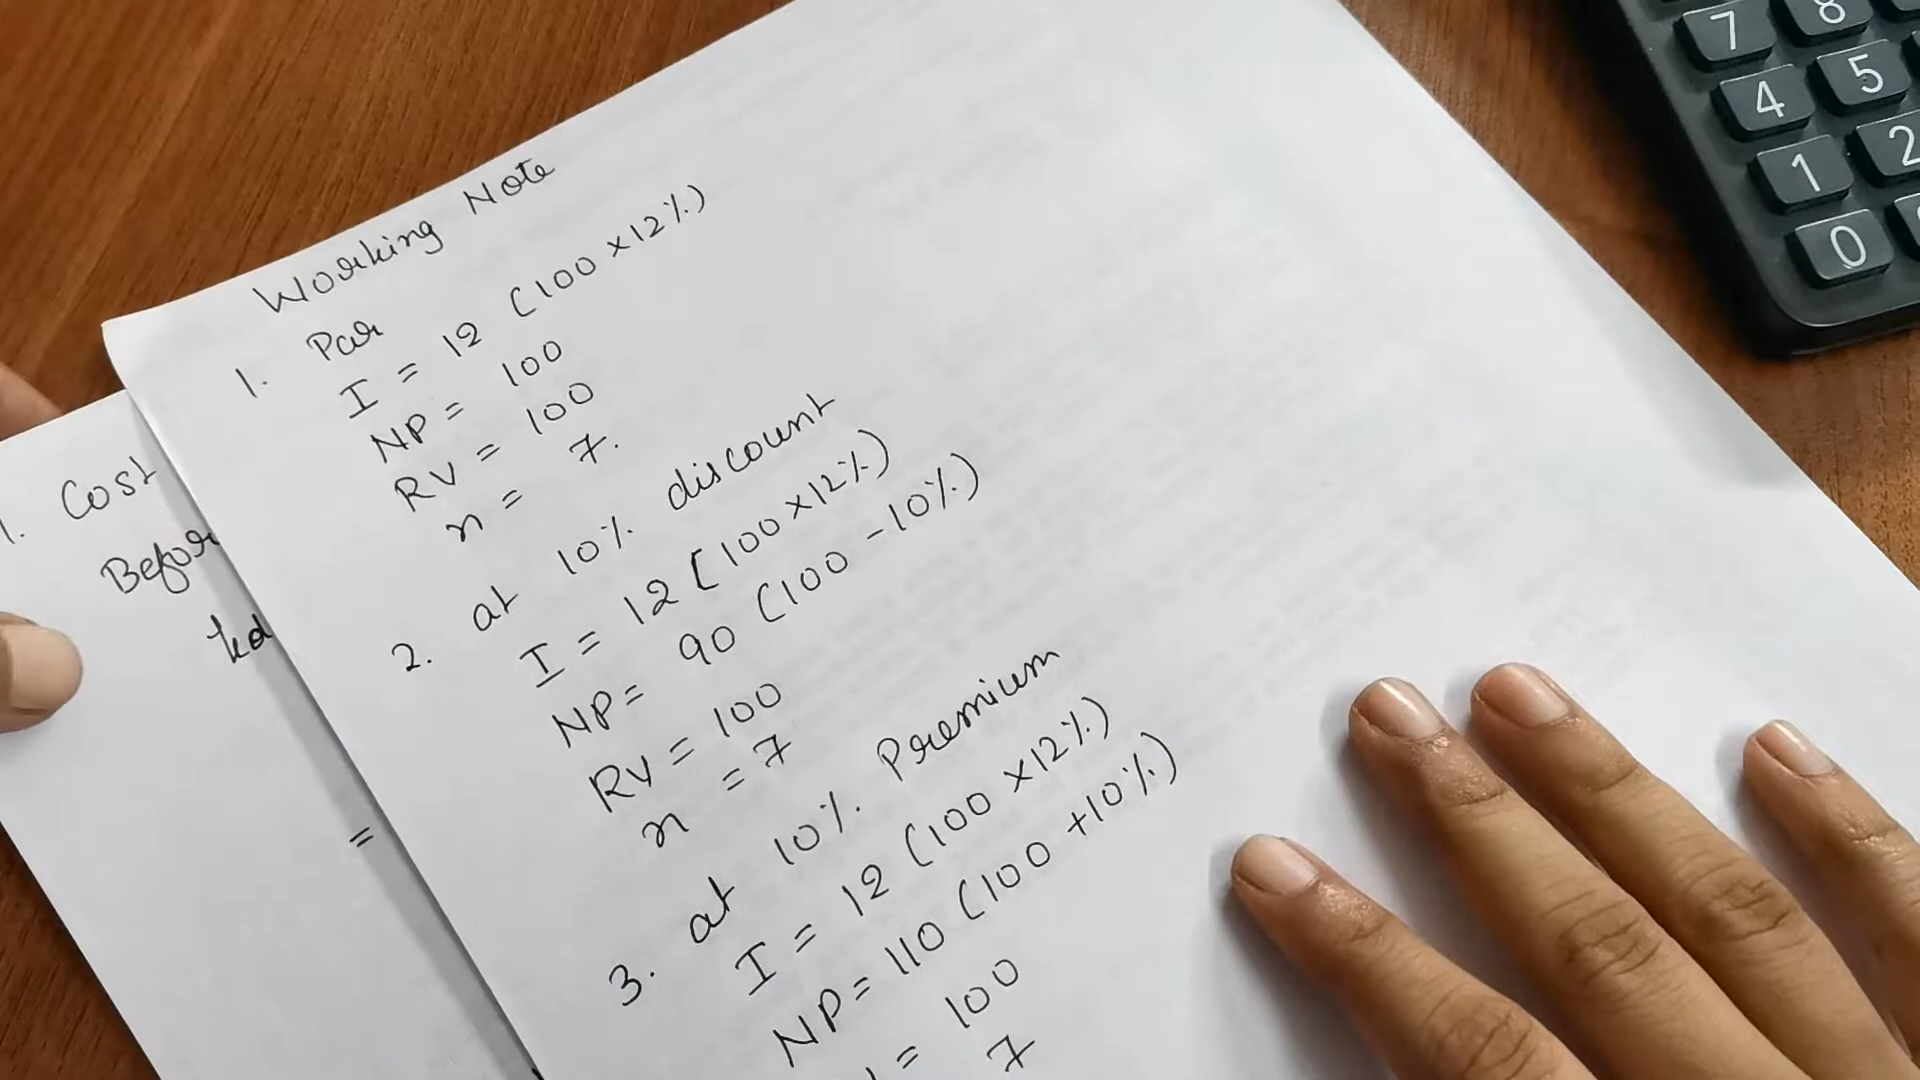 Working Note
1. Par
I = 12 (100 x 12%)
NP = 100
RV = 100
n = 7.
2. at 10% discount
I = 12 [100 x 12%)
NP = 90 (100 - 10%)
RV = 100
n = 7
3. at 10% Premium
I = 12 (100 x 12%)
NP = 110 (100 + 10%)
= 100
7
1. Cost
Befor
kd
=
7 8
4 5
1 2
0